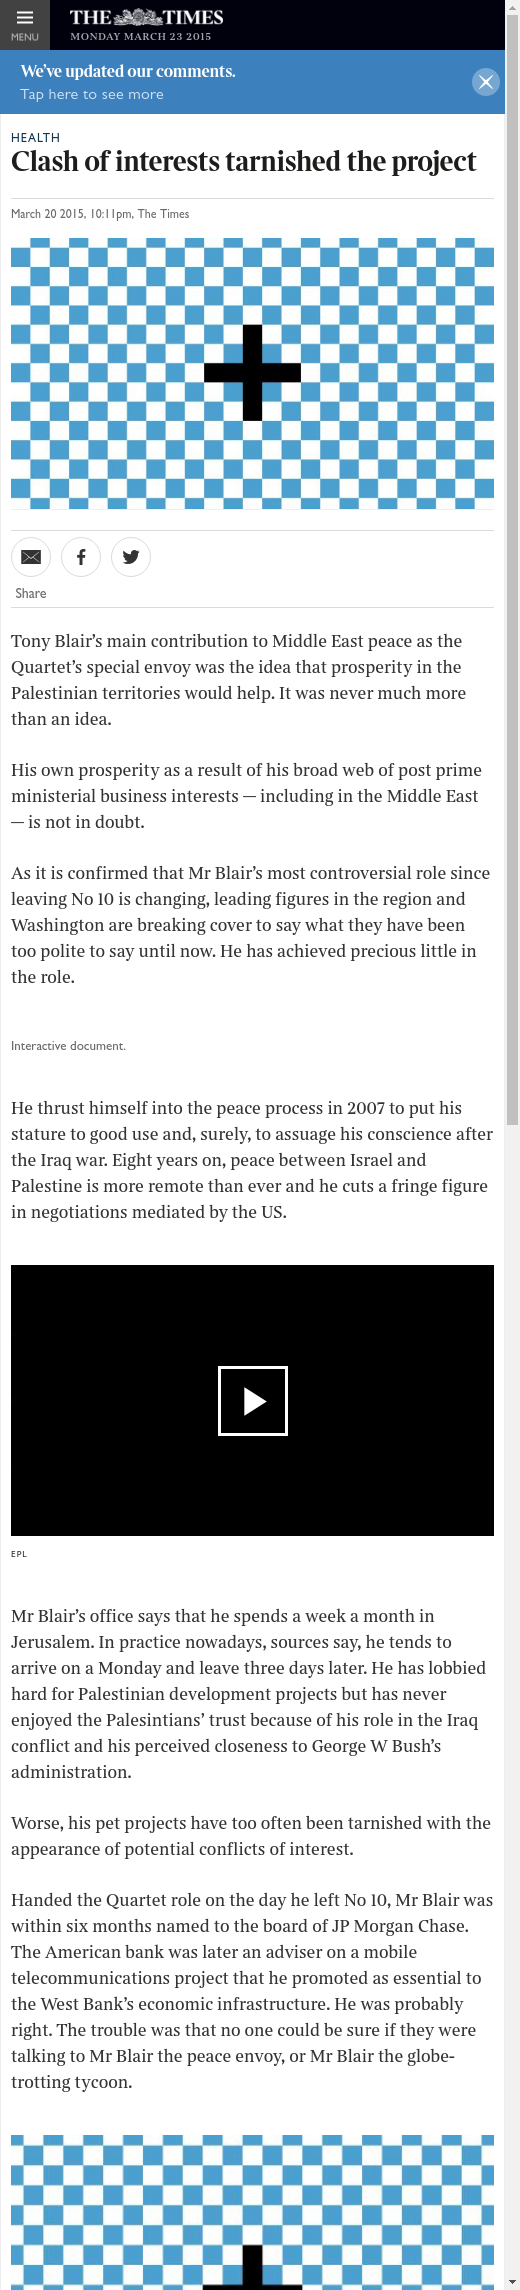 MENU
THE TIMES
MONDAY MARCH 23 2015
We've updated our comments.
Tap here to see more
HEALTH
Clash of interests tarnished the project
March 20 2015, 10:11pm, The Times
Share
Tony Blair's main contribution to Middle East peace as the
Quartet's special envoy was the idea that prosperity in the
Palestinian territories would help. It was never much more
than an idea.
His own prosperity as a result of his broad web of post prime
ministerial business interests — including in the Middle East
— is not in doubt.
As it is confirmed that Mr Blair's most controversial role since
leaving No 10 is changing, leading figures in the region and
Washington are breaking cover to say what they have been
too polite to say until now. He has achieved precious little in
the role.
Interactive document.
He thrust himself into the peace process in 2007 to put his
stature to good use and, surely, to assuage his conscience after
the Iraq war. Eight years on, peace between Israel and
Palestine is more remote than ever and he cuts a fringe figure
in negotiations mediated by the US.
EPL
Mr Blair's office says that he spends a week a month in
Jerusalem. In practice nowadays, sources say, he tends to
arrive on a Monday and leave three days later. He has lobbied
hard for Palestinian development projects but has never
enjoyed the Palesintians' trust because of his role in the Iraq
conflict and his perceived closeness to George W Bush's
administration.
Worse, his pet projects have too often been tarnished with the
appearance of potential conflicts of interest.
Handed the Quartet role on the day he left No 10, Mr Blair was
within six months named to the board of JP Morgan Chase.
The American bank was later an adviser on a mobile
telecommunications project that he promoted as essential to
the West Bank's economic infrastructure. He was probably
right. The trouble was that no one could be sure if they were
talking to Mr Blair the peace envoy, or Mr Blair the globe-
trotting tycoon.